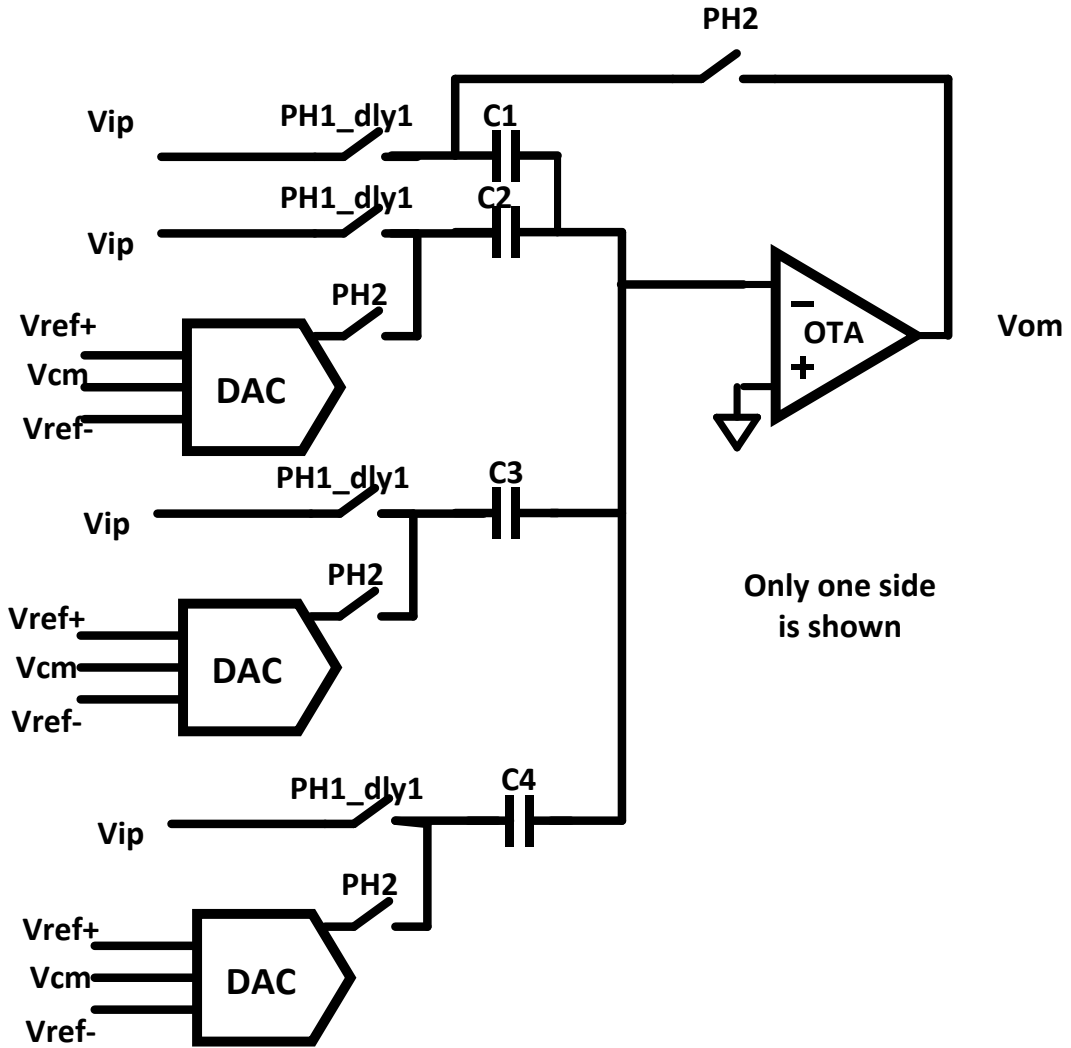 PH2
Vip
PH1_dly1
C1
PH1_dly1
C2
Vip
PH2
Vref+
Vcm
Vref-
DAC
OTA
Vom
PH1_dly1
C3
Vip
PH2
Vref+
Vcm
Vref-
DAC
Only one side
is shown
PH1_dly1
C4
Vip
PH2
Vref+
Vcm
Vref-
DAC